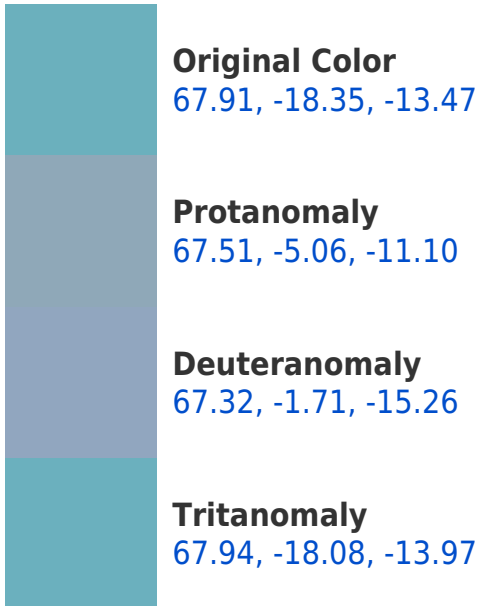 Original Color
67.91, -18.35, -13.47
Protanomaly
67.51, -5.06, -11.10
Deuteranomaly
67.32, -1.71, -15.26
Tritanomaly
67.94, -18.08, -13.97